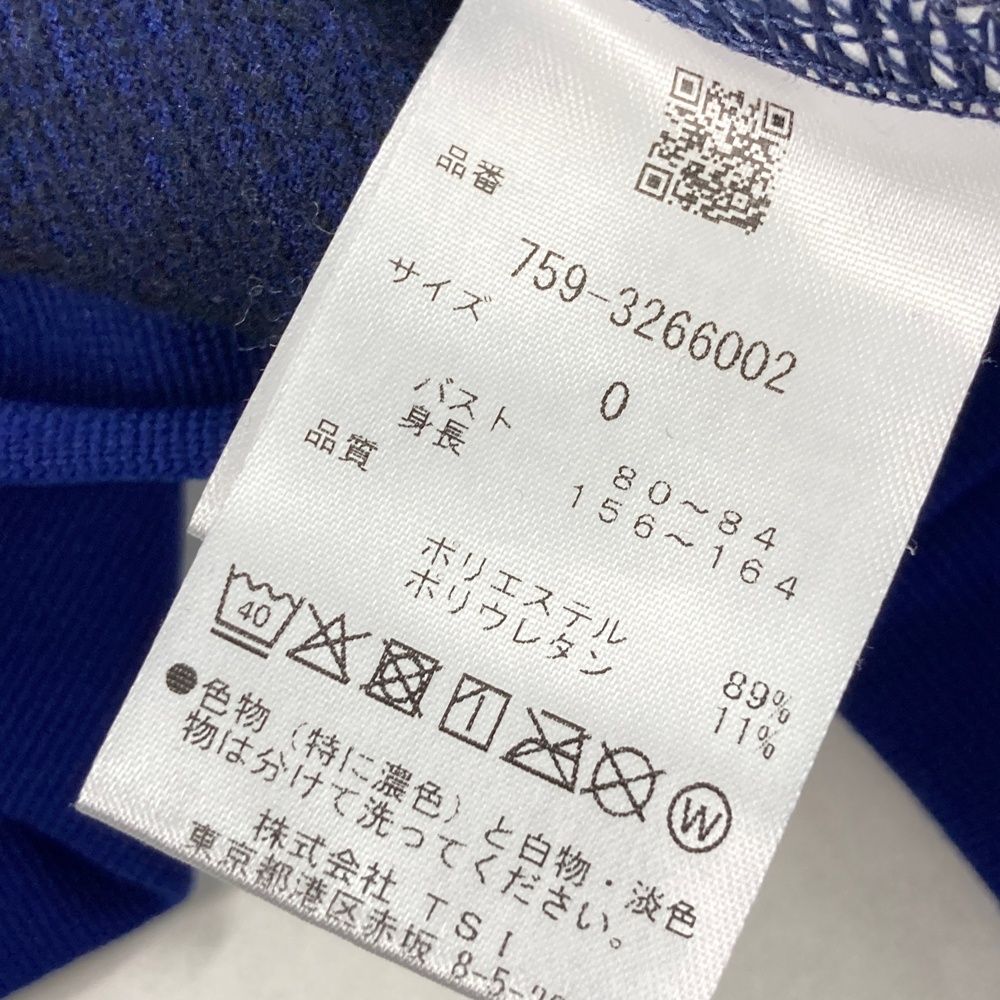 品番
759-3266002
サイズ
0
バスト 80〜84
身長 156〜164
品質
ポリエステル 89%
ポリウレタン 11%
40
W
●色物(特に濃色)と白物・淡色
物は分けて洗ってください。
株式会社 TSI
東京都港区赤坂 8-5-